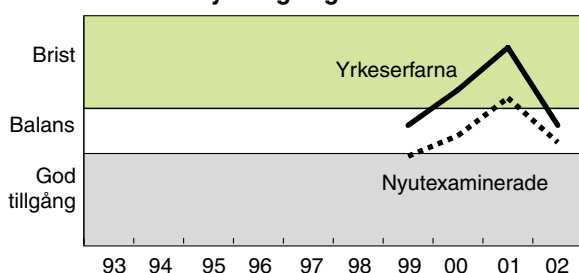 Brist
Yrkeserfarna
Balans
God
tillgång
Nyutexaminerade
93 94 95 96 97 98 99 00 01 02